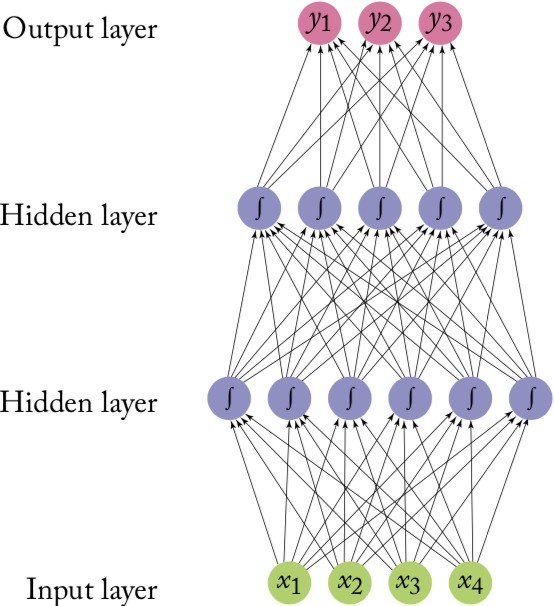 Output layer y1 y2 y3
Hidden layer ∫ ∫ ∫ ∫ ∫
Hidden layer ∫ ∫ ∫ ∫ ∫ ∫
Input layer x1 x2 x3 x4